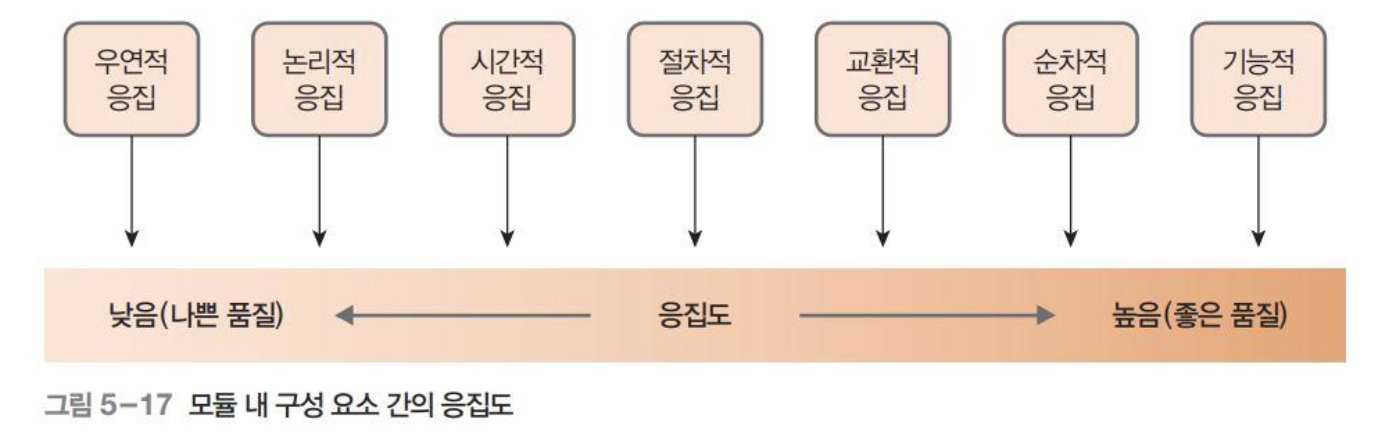 우연적
응집
논리적
응집
시간적
응집
절차적
응집
교환적
응집
순차적
응집
기능적
응집
낮음(나쁜 품질)
응집도
높음(좋은 품질)
그림 5-17 모듈 내 구성 요소 간의 응집도